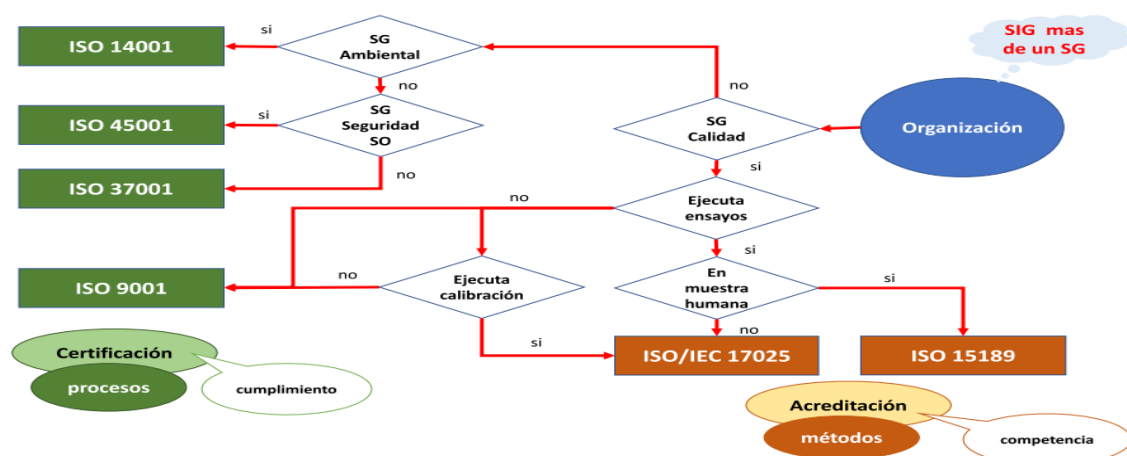 SIG mas
de un SG
Organización
SG
Calidad
no
si
SG
Ambiental
si
no
ISO 14001
SG
Seguridad
SO
si
no
ISO 45001
ISO 37001
Ejecuta
ensayos
no
si
Ejecuta
calibración
no
si
ISO 9001
En
muestra
humana
si
no
ISO/IEC 17025
ISO 15189
Certificación
procesos
cumplimiento
Acreditación
métodos
competencia